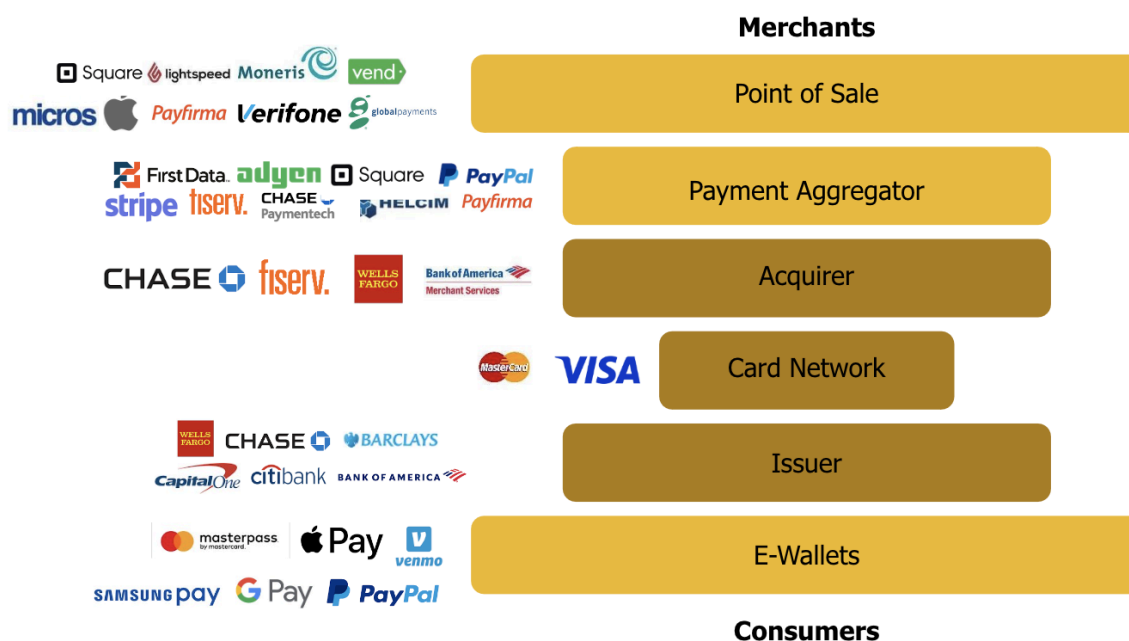 Merchants
Square lightspeed Moneris vend
micros Payfirma Verifone globalpayments
Point of Sale
First Data. adyen Square PayPal
stripe fiserv. CHASE Paymentech HELCIM Payfirma
Payment Aggregator
CHASE fiserv. WELLS FARGO Bank of America Merchant Services
Acquirer
MasterCard VISA
Card Network
WELLS FARGO CHASE BARCLAYS
Capital One citibank BANK OF AMERICA
Issuer
masterpass by mastercard. Pay venmo
SAMSUNG pay G Pay PayPal
E-Wallets
Consumers